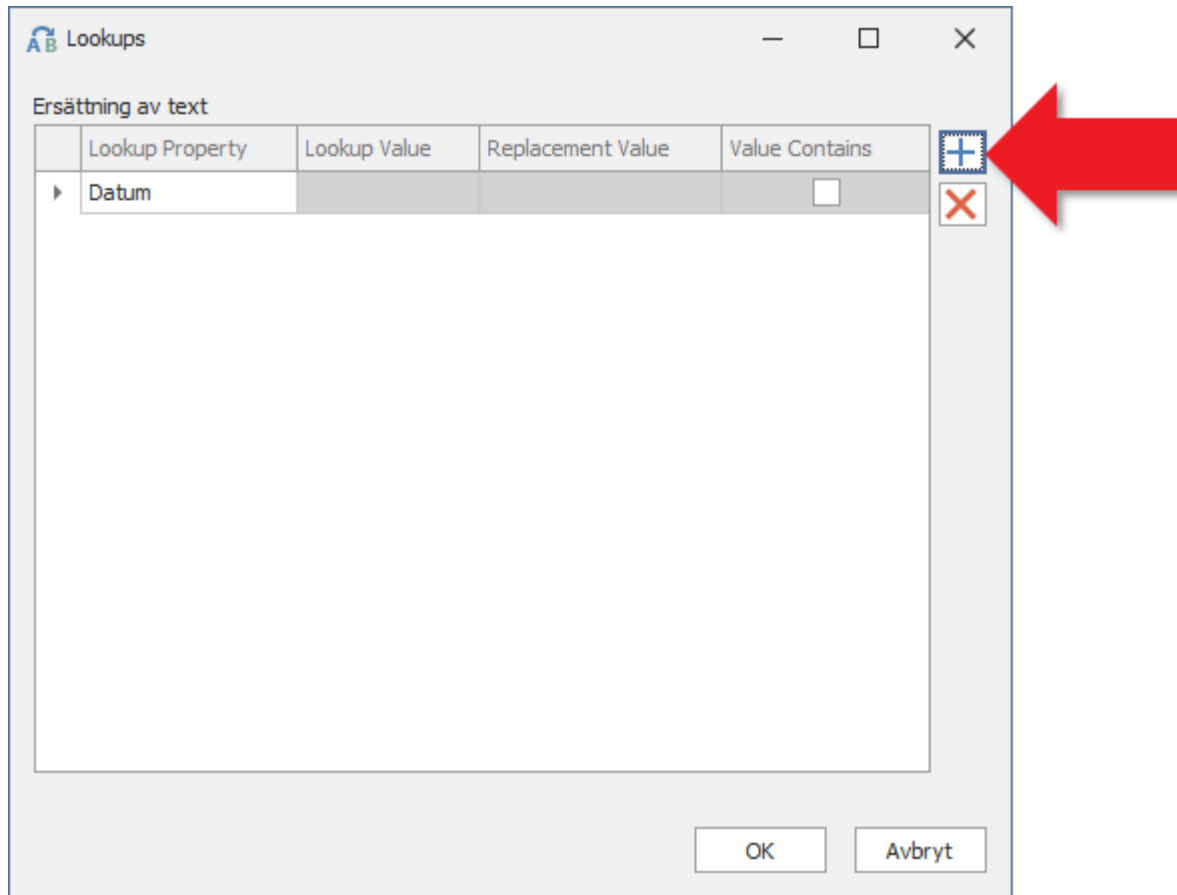 Lookups
Ersättning av text
Lookup Property Lookup Value Replacement Value Value Contains
Datum
OK Avbryt